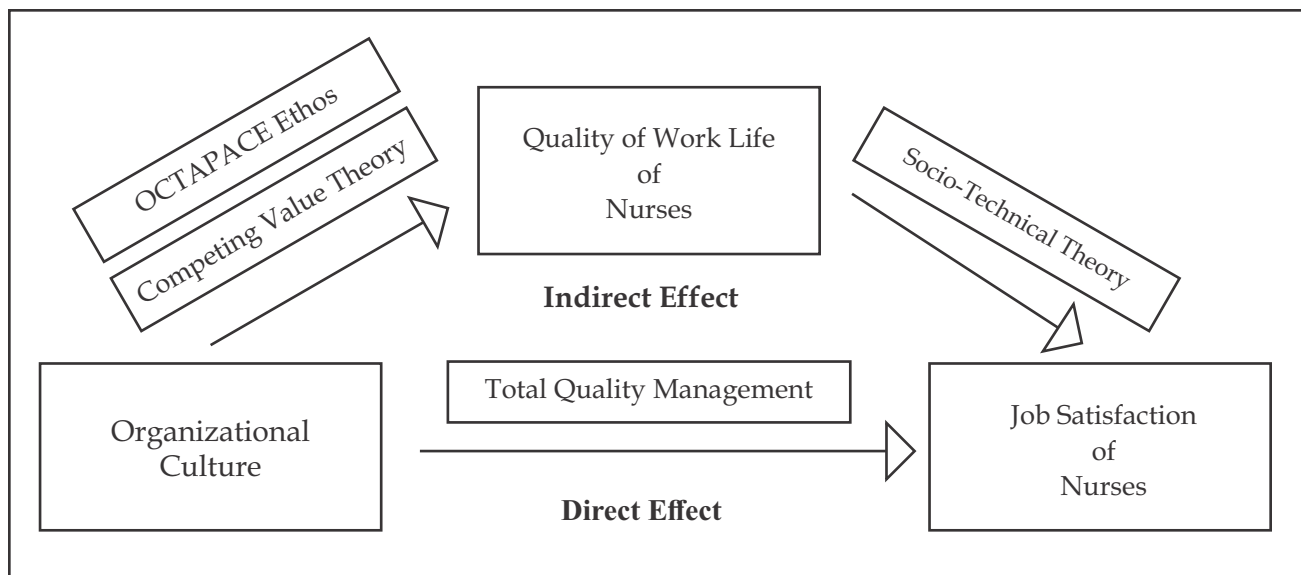 OCTAPACE Ethos
Competing Value Theory
Quality of Work Life
of
Nurses
Socio-Technical Theory
Indirect Effect
Total Quality Management
Organizational
Culture
Job Satisfaction
of
Nurses
Direct Effect